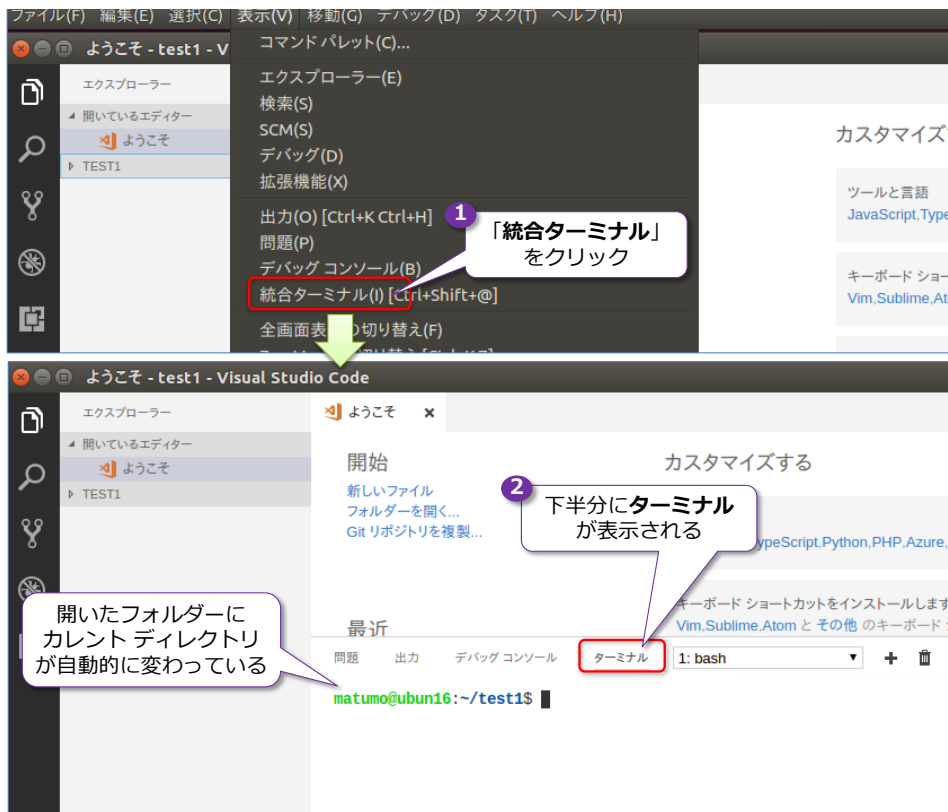 ファイル(F) 編集(E) 選択(C) 表示(V) 移動(G) デバッグ(D) タスク(T) ヘルプ(H)
ようこそ - test1 - V
コマンド パレット(C)...
エクスプローラー
エクスプローラー(E)
検索(S)
開いているエディター
ようこそ
SCM(S)
カスタマイズ
デバッグ(D)
TEST1
拡張機能(X)
ツールと言語
JavaScript,Type
出力(O) [Ctrl+K Ctrl+H]
1
「統合ターミナル」
をクリック
問題(P)
デバッグ コンソール(B)
キーボード ショー
統合ターミナル(I) [Ctrl+Shift+@]
Vim,Sublime,At
全画面表 の切り替え(F)
ようこそ - test1 - Visual Studio Code
エクスプローラー
ようこそ
開いているエディター
ようこそ
TEST1
開始
カスタマイズする
新しいファイル
フォルダーを開く...
Git リポジトリを複製...
2
下半分にターミナル
が表示される
ypeScript,Python,PHP,Azure,
開いたフォルダーに
カレント ディレクトリ
が自動的に変わっている
キーボード ショートカットをインストールします
Vim,Sublime,Atom と その他 のキーボード
最近
問題 出力 デバッグ コンソール ターミナル 1: bash
matumo@ubun16:~/test1$